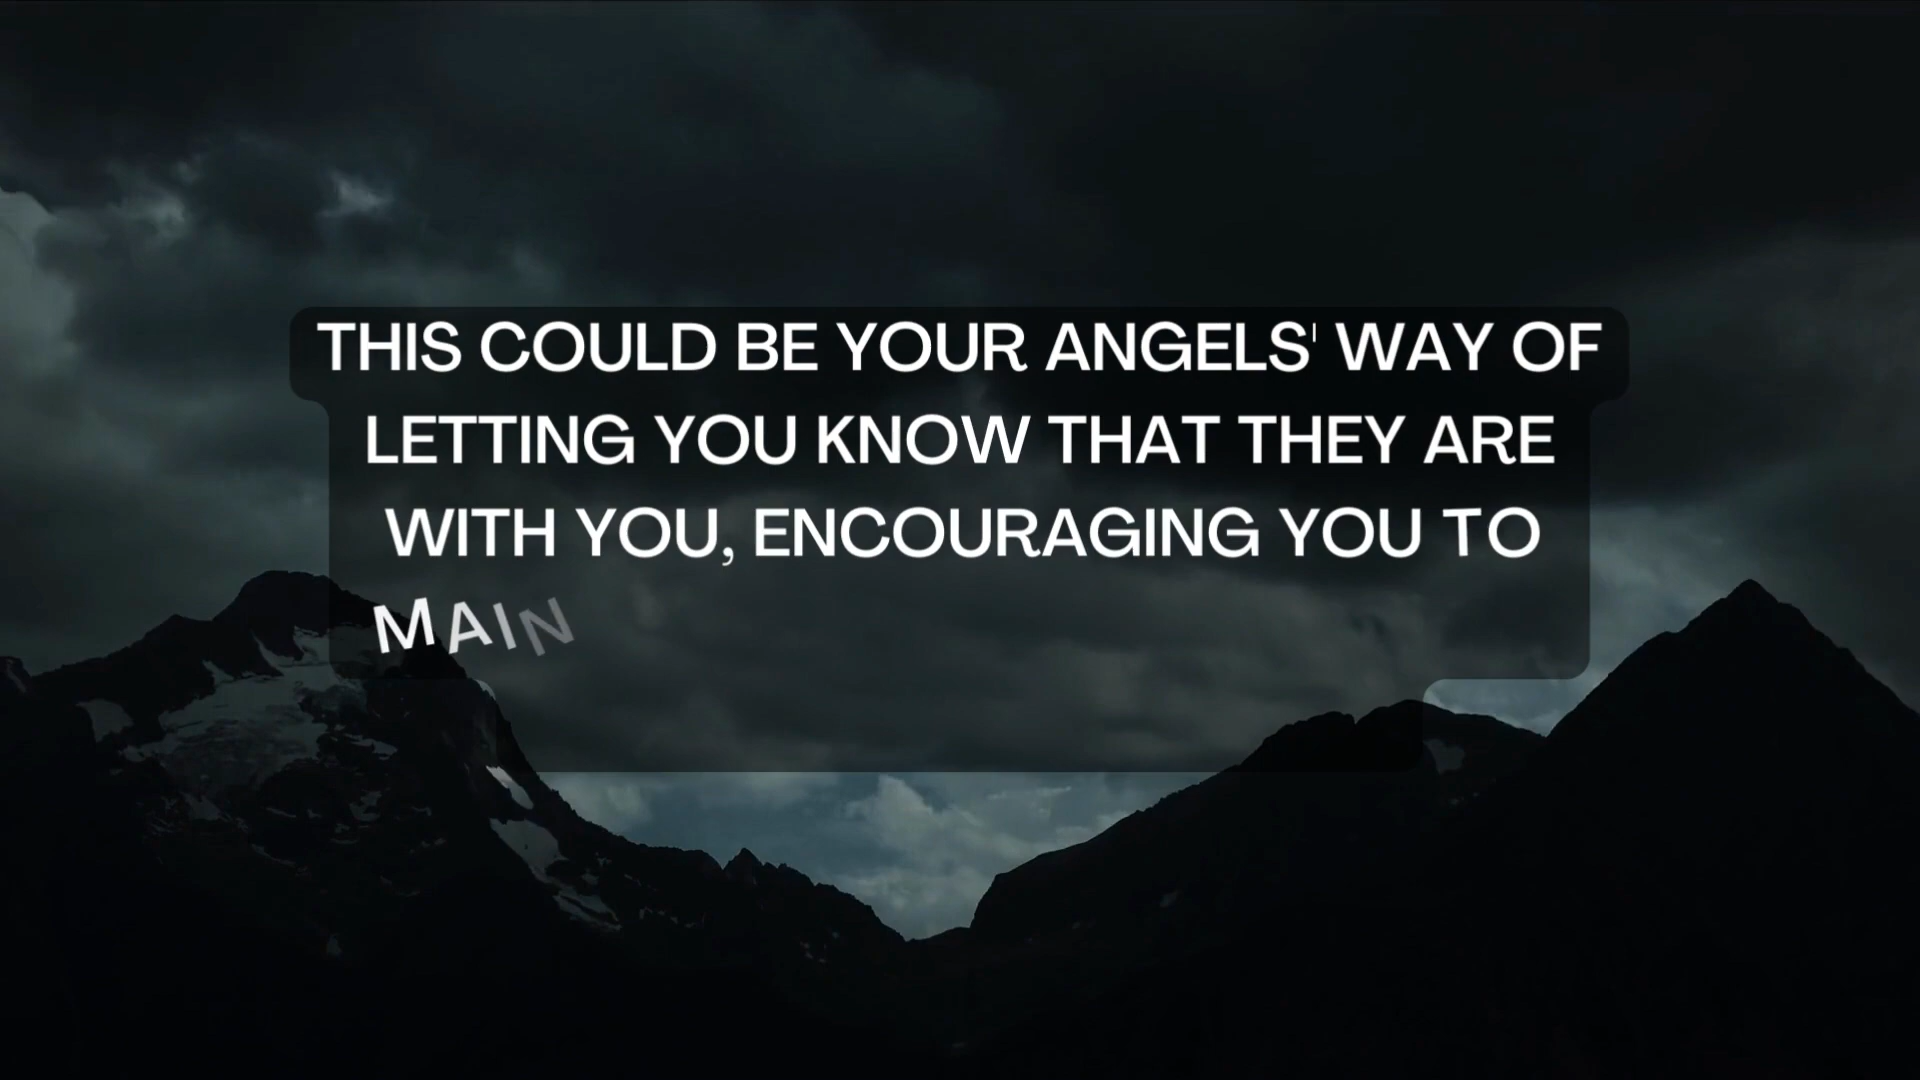 THIS COULD BE YOUR ANGELS' WAY OF
LETTING YOU KNOW THAT THEY ARE
WITH YOU, ENCOURAGING YOU TO
MAIN